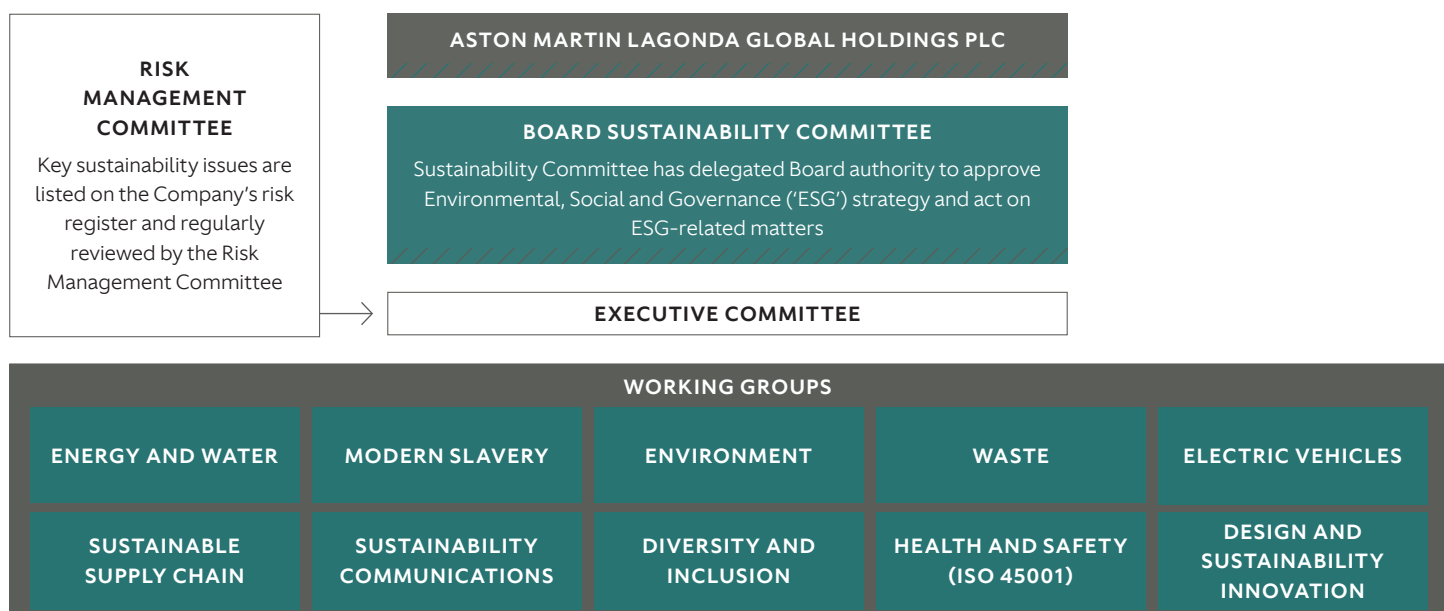 RISK
MANAGEMENT
COMMITTEE
Key sustainability issues are
listed on the Company’s risk
register and regularly
reviewed by the Risk
Management Committee
ASTON MARTIN LAGONDA GLOBAL HOLDINGS PLC
BOARD SUSTAINABILITY COMMITTEE
Sustainability Committee has delegated Board authority to approve
Environmental, Social and Governance (‘ESG’) strategy and act on
ESG-related matters
EXECUTIVE COMMITTEE
WORKING GROUPS
ENERGY AND WATER
MODERN SLAVERY
ENVIRONMENT
WASTE
ELECTRIC VEHICLES
SUSTAINABLE
SUPPLY CHAIN
SUSTAINABILITY
COMMUNICATIONS
DIVERSITY AND
INCLUSION
HEALTH AND SAFETY
(ISO 45001)
DESIGN AND
SUSTAINABILITY
INNOVATION